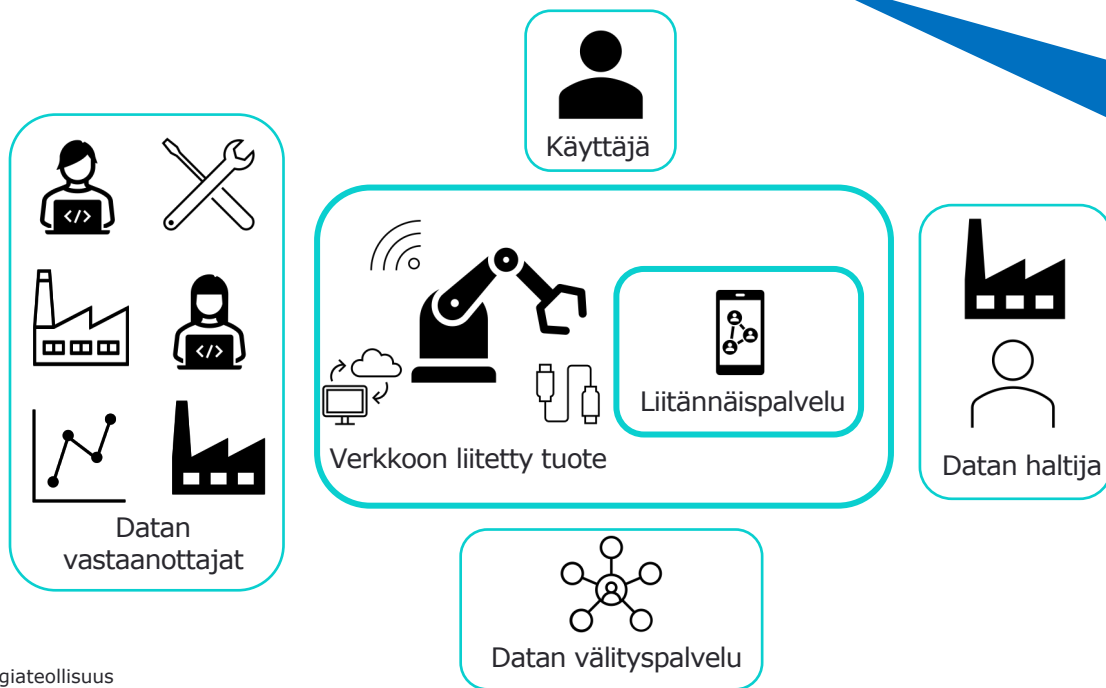 Käyttäjä
</>
</>
Datan
vastaanottajat
Verkkoon liitetty tuote
Liitännäispalvelu
Datan haltija
Datan välityspalvelu
giateollisuus